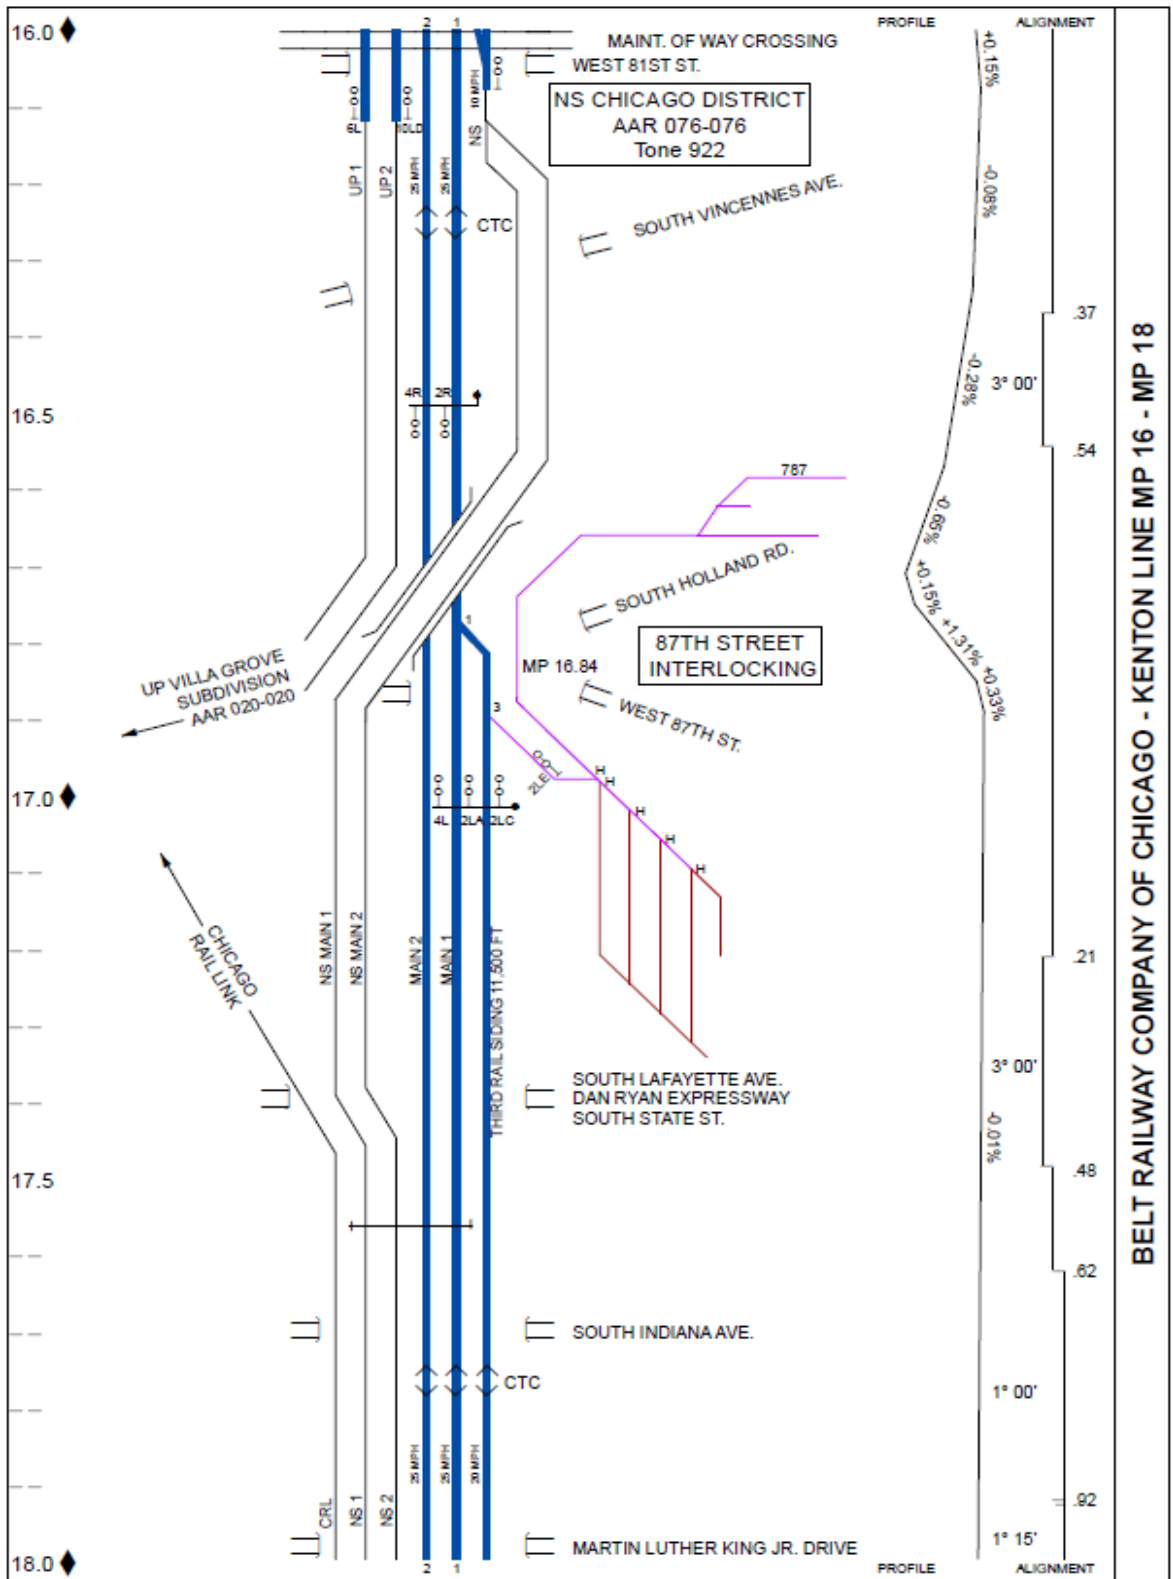 PROFILE
ALIGNMENT
16.0
2
1
MAINT. OF WAY CROSSING
WEST 81ST ST.
+0.15%
NS CHICAGO DISTRICT
AAR 076-076
Tone 922
6L
10LD
10 MPH
NS
UP 1
UP 2
25 MPH
25 MPH
CTC
SOUTH VINCENNES AVE.
-0.08%
.37
4R
2R
-0.28%
3° 00'
16.5
.54
787
-0.65%
SOUTH HOLLAND RD.
+0.15%
+1.31%
+0.33%
1
87TH STREET
INTERLOCKING
MP 16.84
UP VILLA GROVE
SUBDIVISION
AAR 020-020
3
WEST 87TH ST.
2LE
H
H
17.0
4L
2LA
2LC
H
H
H
CHICAGO
RAIL LINK
NS MAIN 1
NS MAIN 2
MAIN 2
MAIN 1
THIRD RAIL SIDING 11,500 FT
.21
3° 00'
SOUTH LAFAYETTE AVE.
DAN RYAN EXPRESSWAY
SOUTH STATE ST.
-0.01%
17.5
.48
.62
SOUTH INDIANA AVE.
CTC
1° 00'
25 MPH
25 MPH
20 MPH
CRL
NS 1
NS 2
.92
1° 15'
MARTIN LUTHER KING JR. DRIVE
18.0
2
1
PROFILE
ALIGNMENT
BELT RAILWAY COMPANY OF CHICAGO - KENTON LINE MP 16 - MP 18